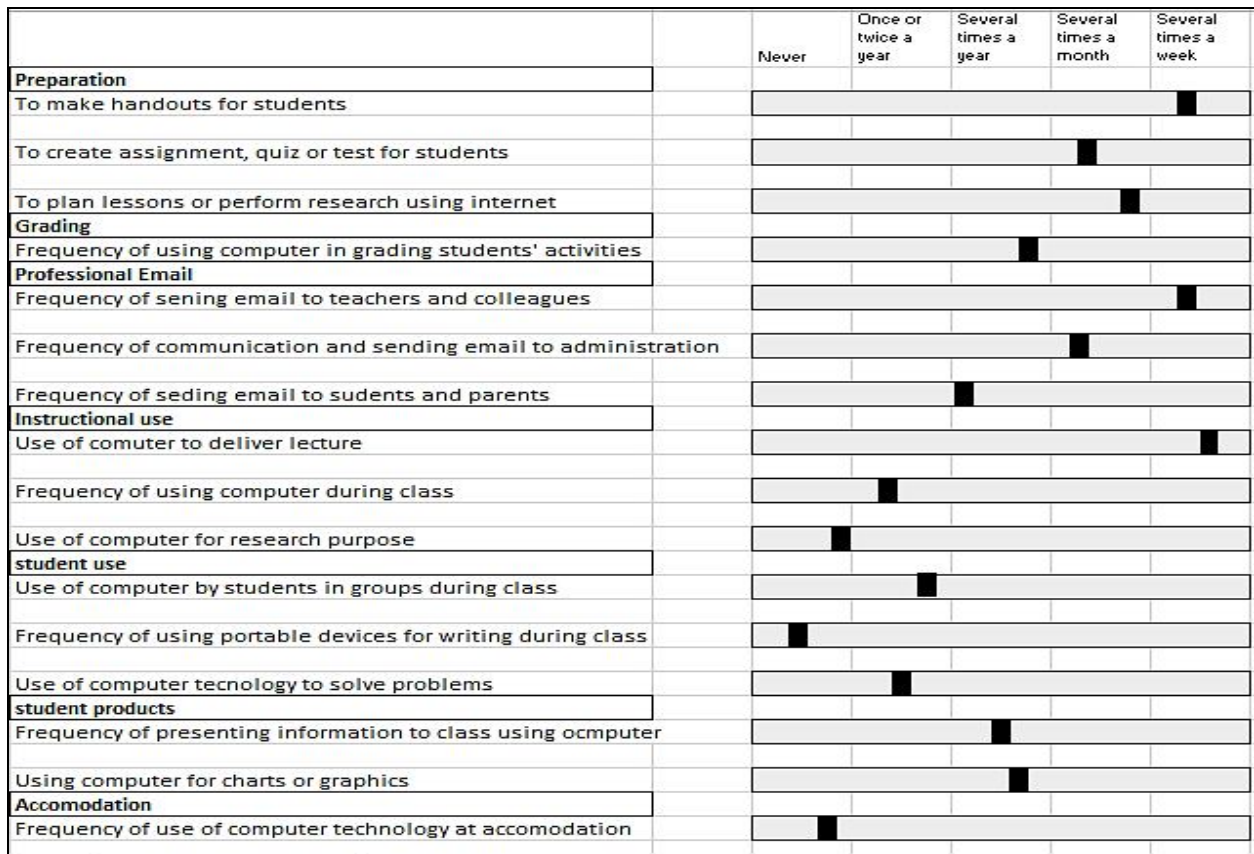 Never
Once or twice a year
Several times a year
Several times a month
Several times a week
Preparation
To make handouts for students
To create assignment, quiz or test for students
To plan lessons or perform research using internet
Grading
Frequency of using computer in grading students' activities
Professional Email
Frequency of sening email to teachers and colleagues
Frequency of communication and sending email to administration
Frequency of seding email to sudents and parents
Instructional use
Use of comuter to deliver lecture
Frequency of using computer during class
Use of computer for research purpose
student use
Use of computer by students in groups during class
Frequency of using portable devices for writing during class
Use of computer tecnology to solve problems
student products
Frequency of presenting information to class using ocmputer
Using computer for charts or graphics
Accomodation
Frequency of use of computer technology at accomodation